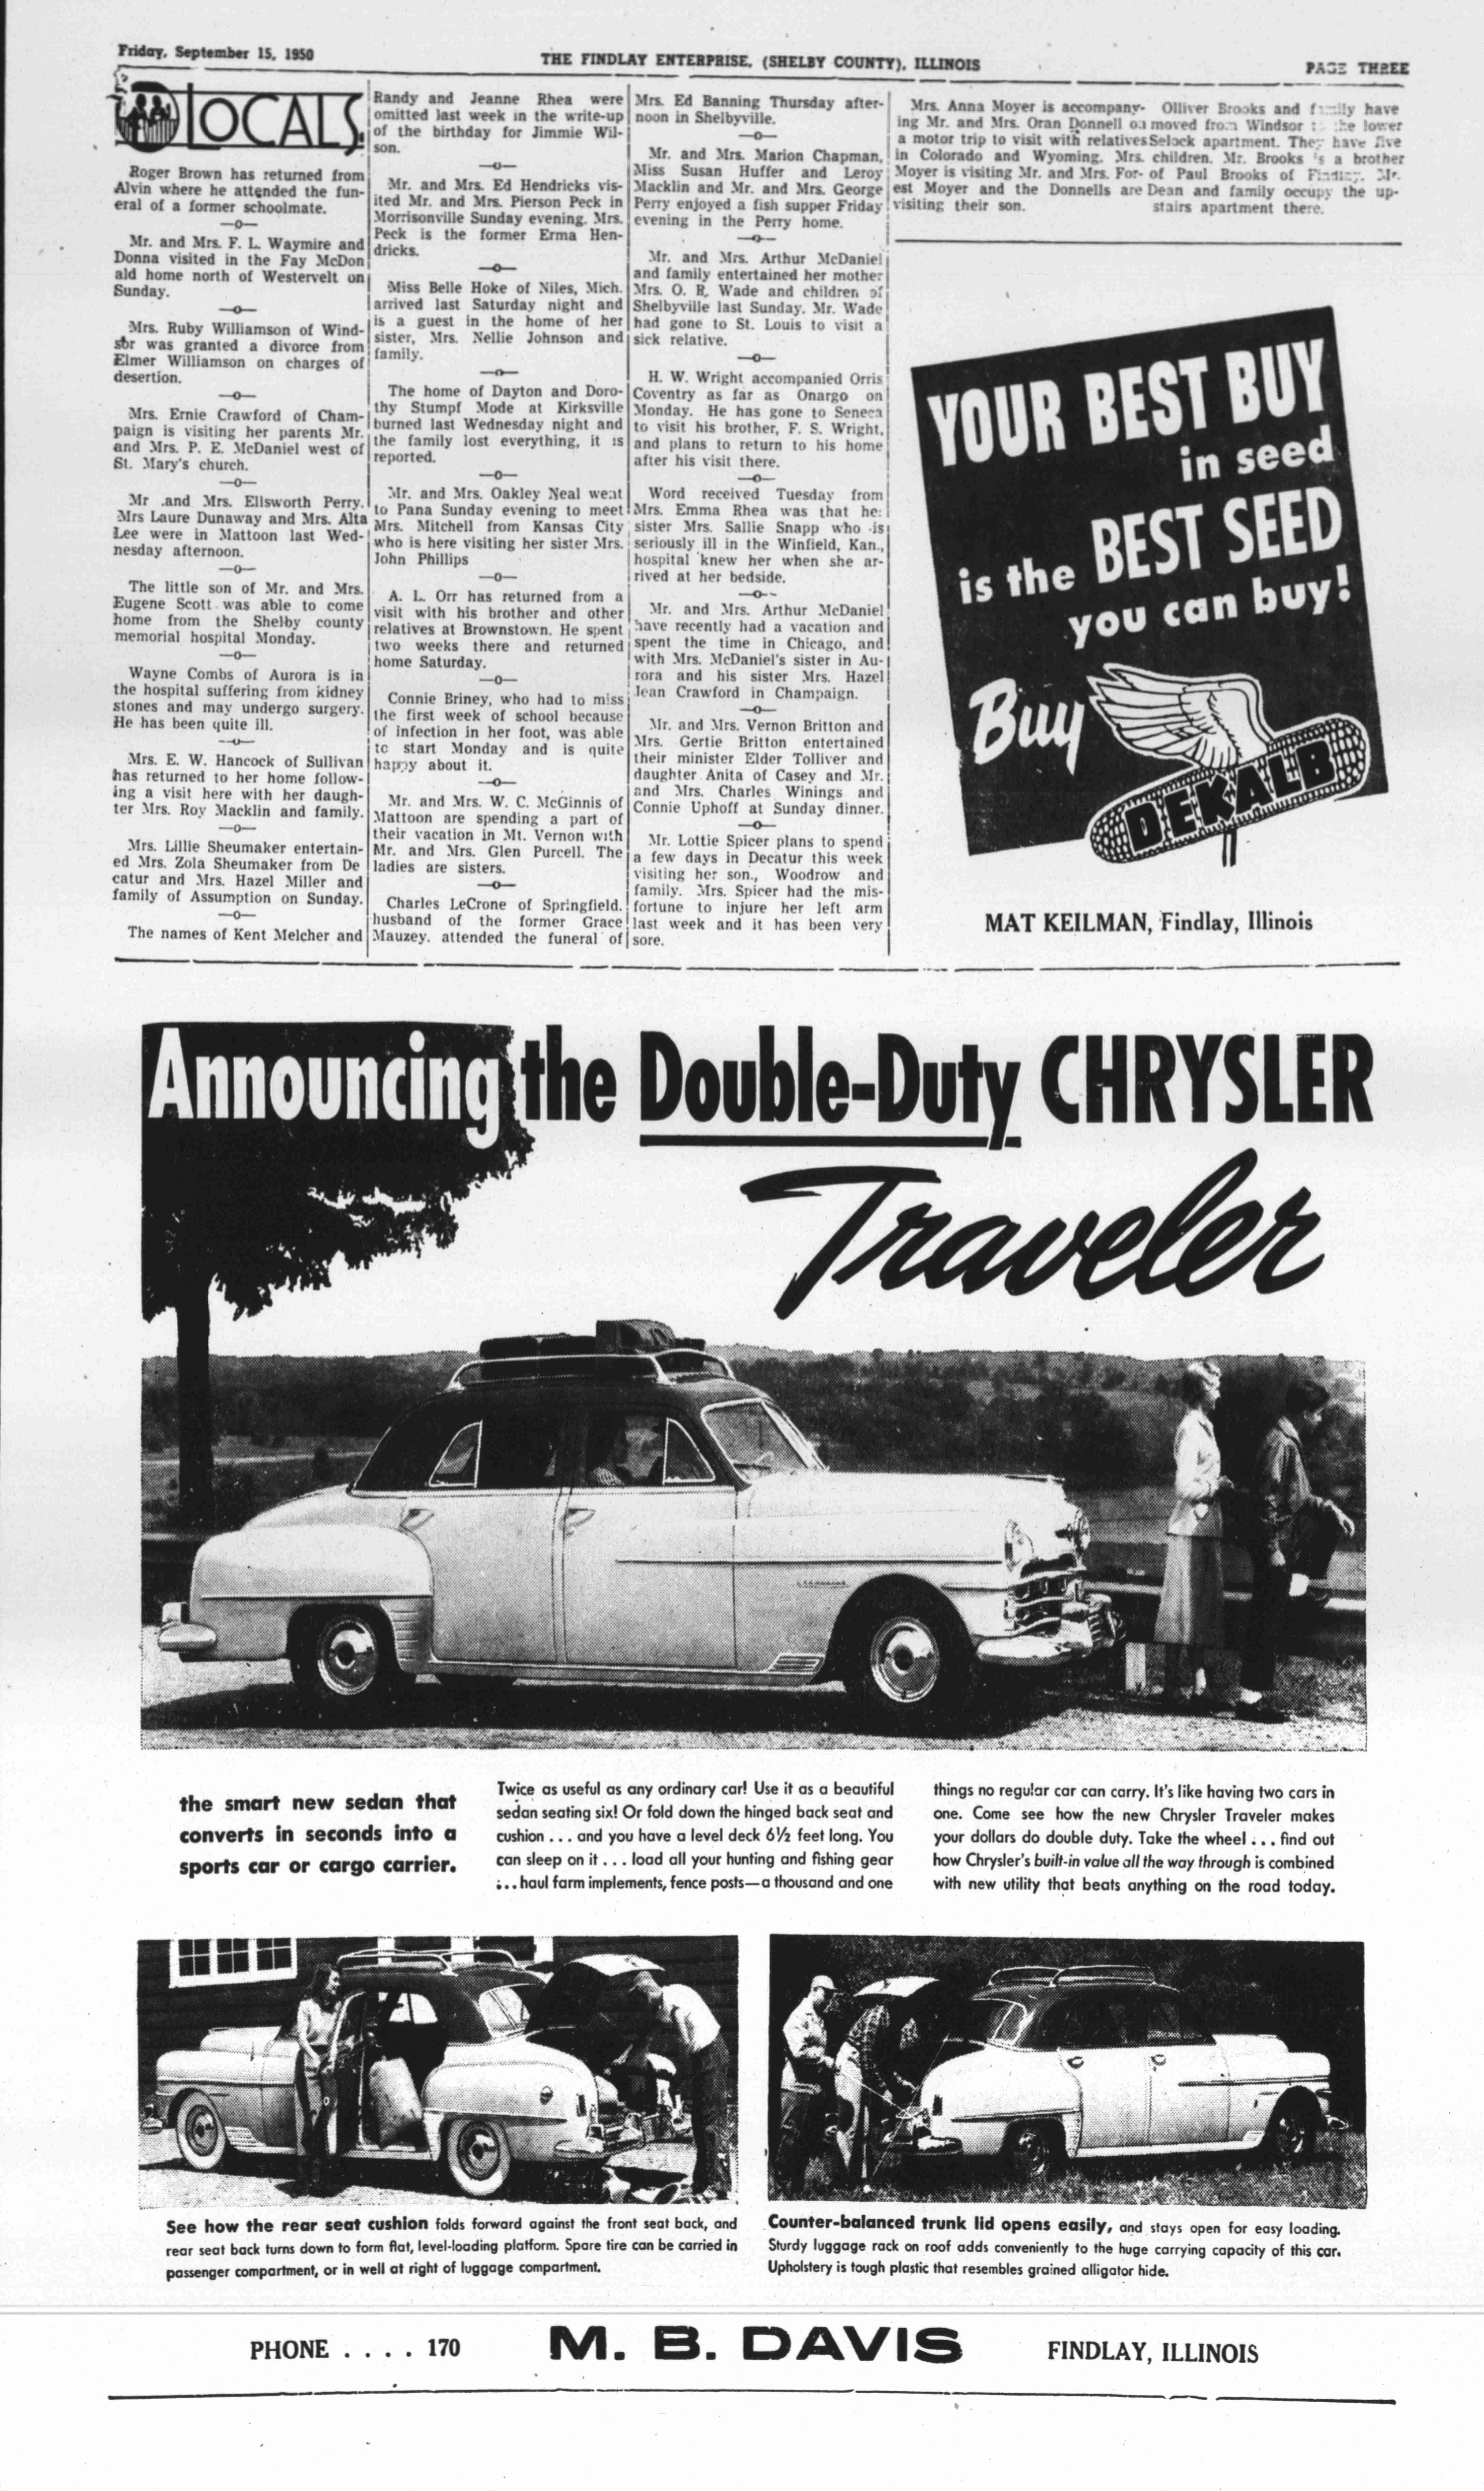 Friday, September 15, 1950
THE FINDLAY ENTERPRISE, (SHELBY COUNTY), ILLINOIS
PAGE THREE
LOCALS
Roger Brown has returned from
Alvin where he attended the fun-
eral of a former schoolmate.
—o—
Mr. and Mrs. F. L. Waymire and
Donna visited in the Fay McDon
ald home north of Westervelt on
Sunday.
—o—
Mrs. Ruby Williamson of Wind-
sor was granted a divorce from
Elmer Williamson on charges of
desertion.
—o—
Mrs. Ernie Crawford of Cham-
paign is visiting her parents Mr.
and Mrs. P. E. McDaniel west of
St. Mary's church.
—o—
Mr .and Mrs. Ellsworth Perry.
Mrs Laure Dunaway and Mrs. Alta
Lee were in Mattoon last Wed-
nesday afternoon.
—o—
The little son of Mr. and Mrs.
Eugene Scott was able to come
home from the Shelby county
memorial hospital Monday.
—o—
Wayne Combs of Aurora is in
the hospital suffering from kidney
stones and may undergo surgery.
He has been quite ill.
—o—
Mrs. E. W. Hancock of Sullivan
has returned to her home follow-
ing a visit here with her daugh-
ter Mrs. Roy Macklin and family.
—o—
Mrs. Lillie Sheumaker entertain-
ed Mrs. Zola Sheumaker from De
catur and Mrs. Hazel Miller and
family of Assumption on Sunday.
—o—
The names of Kent Melcher and
Randy and Jeanne Rhea were
omitted last week in the write-up
of the birthday for Jimmie Wil-
son.
—o—
Mr. and Mrs. Ed Hendricks vis-
ited Mr. and Mrs. Pierson Peck in
Morrisonville Sunday evening. Mrs.
Peck is the former Erma Hen-
dricks.
—o—
Miss Belle Hoke of Niles, Mich.
arrived last Saturday night and
is a guest in the home of her
sister, Mrs. Nellie Johnson and
family.
—o—
The home of Dayton and Doro-
thy Stumpf Mode at Kirksville
burned last Wednesday night and
the family lost everything, it is
reported.
—o—
Mr. and Mrs. Oakley Neal went
to Pana Sunday evening to meet
Mrs. Mitchell from Kansas City
who is here visiting her sister Mrs.
John Phillips
—o—
A. L. Orr has returned from a
visit with his brother and other
relatives at Brownstown. He spent
two weeks there and returned
home Saturday.
—o—
Connie Briney, who had to miss
the first week of school because
of infection in her foot, was able
to start Monday and is quite
happy about it.
—o—
Mr. and Mrs. W. C. McGinnis of
Mattoon are spending a part of
their vacation in Mt. Vernon with
Mr. and Mrs. Glen Purcell. The
ladies are sisters.
—o—
Charles LeCrone of Springfield.
husband of the former Grace
Mauzey. attended the funeral of
Mrs. Ed Banning Thursday after-
noon in Shelbyville.
—o—
Mr. and Mrs. Marion Chapman,
Miss Susan Huffer and Leroy
Macklin and Mr. and Mrs. George
Perry enjoyed a fish supper Friday
evening in the Perry home.
—o—
Mr. and Mrs. Arthur McDaniel
and family entertained her mother
Mrs. O. R. Wade and children of
Shelbyville last Sunday. Mr. Wade
had gone to St. Louis to visit a
sick relative.
—o—
H. W. Wright accompanied Orris
Coventry as far as Onargo on
Monday. He has gone to Seneca
to visit his brother, F. S. Wright,
and plans to return to his home
after his visit there.
—o—
Word received Tuesday from
Mrs. Emma Rhea was that her
sister Mrs. Sallie Snapp who is
seriously ill in the Winfield, Kan.,
hospital knew her when she ar-
rived at her bedside.
—o—
Mr. and Mrs. Arthur McDaniel
have recently had a vacation and
spent the time in Chicago, and
with Mrs. McDaniel's sister in Au-
rora and his sister Mrs. Hazel
Jean Crawford in Champaign.
—o—
Mr. and Mrs. Vernon Britton and
Mrs. Gertie Britton entertained
their minister Elder Tolliver and
daughter Anita of Casey and Mr.
and Mrs. Charles Winings and
Connie Uphoff at Sunday dinner.
—o—
Mr. Lottie Spicer plans to spend
a few days in Decatur this week
visiting her son., Woodrow and
family. Mrs. Spicer had the mis-
fortune to injure her left arm
last week and it has been very
sore.
Mrs. Anna Moyer is accompany-
ing Mr. and Mrs. Oran Donnell on
a motor trip to visit with relatives
in Colorado and Wyoming. Mrs.
Moyer is visiting Mr. and Mrs. For-
est Moyer and the Donnells are
visiting their son.
Olliver Brooks and family have
moved from Windsor to the lower
Selock apartment. They have five
children. Mr. Brooks is a brother
of Paul Brooks of Findlay. Mr.
Dean and family occupy the up-
stairs apartment there.
YOUR BEST BUY
in seed
is the BEST SEED
you can buy!
Buy
DEKALB
MAT KEILMAN, Findlay, Illinois
Announcing the Double-Duty CHRYSLER
Traveler
the smart new sedan that
converts in seconds into a
sports car or cargo carrier.
Twice as useful as any ordinary car! Use it as a beautiful
sedan seating six! Or fold down the hinged back seat and
cushion . . . and you have a level deck 6½ feet long. You
can sleep on it . . . load all your hunting and fishing gear
. . . haul farm implements, fence posts—a thousand and one
things no regular car can carry. It's like having two cars in
one. Come see how the new Chrysler Traveler makes
your dollars do double duty. Take the wheel . . . find out
how Chrysler's built-in value all the way through is combined
with new utility that beats anything on the road today.
See how the rear seat cushion folds forward against the front seat back, and
rear seat back turns down to form flat, level-loading platform. Spare tire can be carried in
passenger compartment, or in well at right of luggage compartment.
Counter-balanced trunk lid opens easily, and stays open for easy loading.
Sturdy luggage rack on roof adds conveniently to the huge carrying capacity of this car.
Upholstery is tough plastic that resembles grained alligator hide.
PHONE . . . . 170
M. B. DAVIS
FINDLAY, ILLINOIS